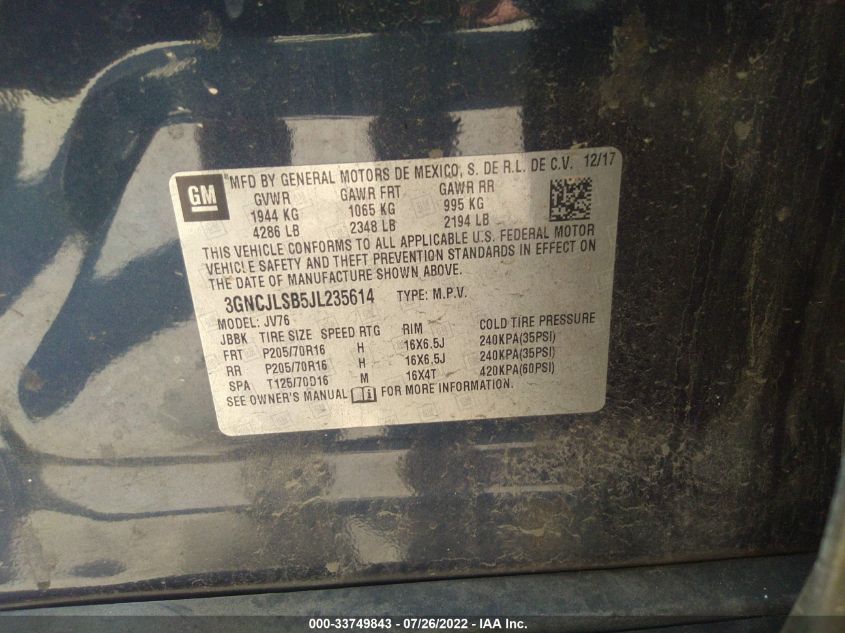 GM
MFD BY GENERAL MOTORS DE MEXICO, S. DE R.L. DE C.V. 12/17
GVWR GAWR FRT GAWR RR
1944 KG 1065 KG 995 KG
4286 LB 2348 LB 2194 LB
THIS VEHICLE CONFORMS TO ALL APPLICABLE U.S. FEDERAL MOTOR
VEHICLE SAFETY AND THEFT PREVENTION STANDARDS IN EFFECT ON
THE DATE OF MANUFACTURE SHOWN ABOVE.
3GNCJLSB5JL235614 TYPE: M.P.V.
MODEL: JV76
JBBK TIRE SIZE SPEED RTG RIM COLD TIRE PRESSURE
FRT P205/70R16 H 16X6.5J 240KPA(35PSI)
RR P205/70R16 H 16X6.5J 240KPA(35PSI)
SPA T125/70D16 M 16X4T 420KPA(60PSI)
SEE OWNER'S MANUAL FOR MORE INFORMATION.
000-33749843 - 07/26/2022 - IAA Inc.